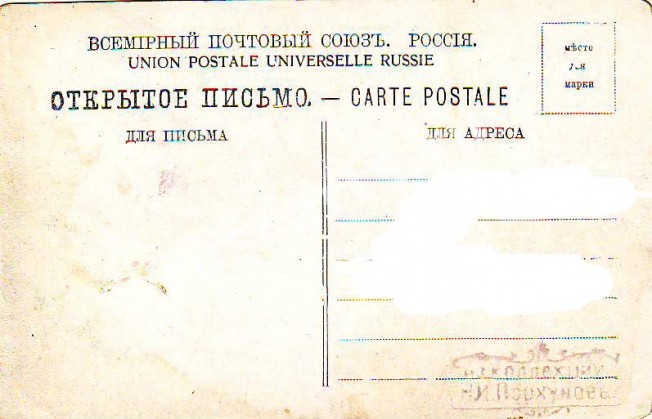 ВСЕМІРНЫЙ ПОЧТОВЫЙ СОЮЗЪ. РОССІЯ.
UNION POSTALE UNIVERSELLE RUSSIE
ОТКРЫТОЕ ПИСЬМО. — CARTE POSTALE
мѣсто
для
марки
ДЛЯ ПИСЬМА
ДЛЯ АДРЕСА